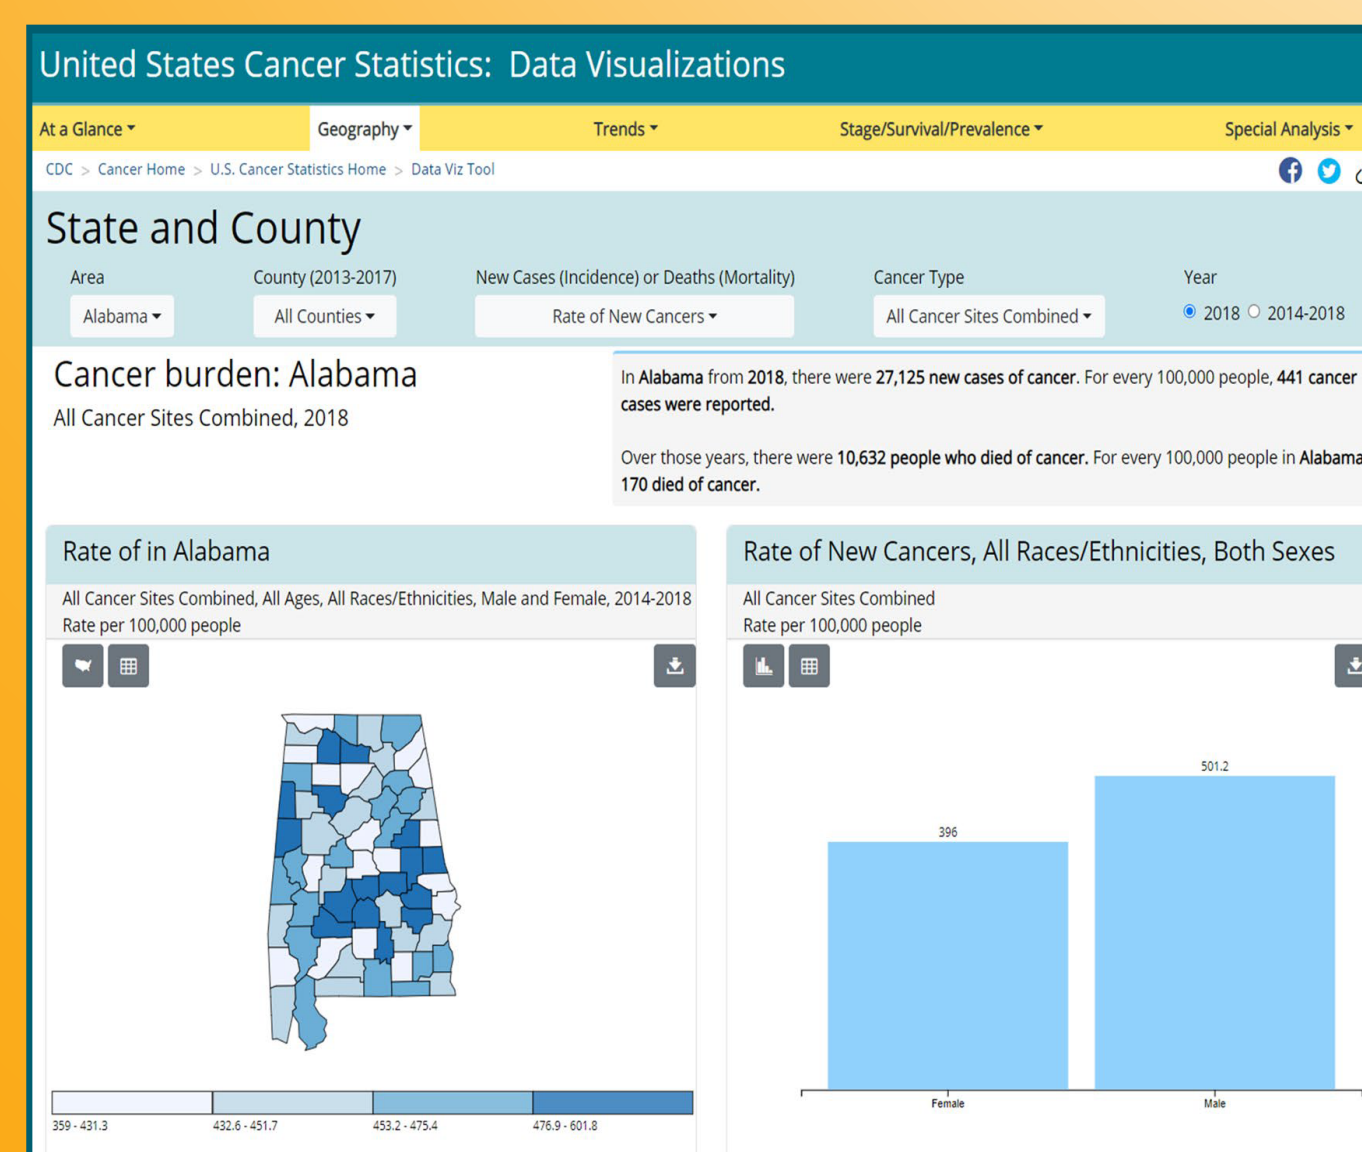 United States Cancer Statistics: Data Visualizations
At a Glance Geography Trends Stage/Survival/Prevalence Special Analysis
CDC > Cancer Home > U.S. Cancer Statistics Home > Data Viz Tool
State and County
Area County (2013-2017) New Cases (Incidence) or Deaths (Mortality) Cancer Type Year
Alabama All Counties Rate of New Cancers All Cancer Sites Combined 2018 2014-2018
Cancer burden: Alabama
All Cancer Sites Combined, 2018
In Alabama from 2018, there were 27,125 new cases of cancer. For every 100,000 people, 441 cancer
cases were reported.
Over those years, there were 10,632 people who died of cancer. For every 100,000 people in Alabama
170 died of cancer.
Rate of in Alabama
All Cancer Sites Combined, All Ages, All Races/Ethnicities, Male and Female, 2014-2018
Rate per 100,000 people
359 - 431.3 432.6 - 451.7 453.2 - 475.4 476.9 - 601.8
Rate of New Cancers, All Races/Ethnicities, Both Sexes
All Cancer Sites Combined
Rate per 100,000 people
501.2
396
Female Male